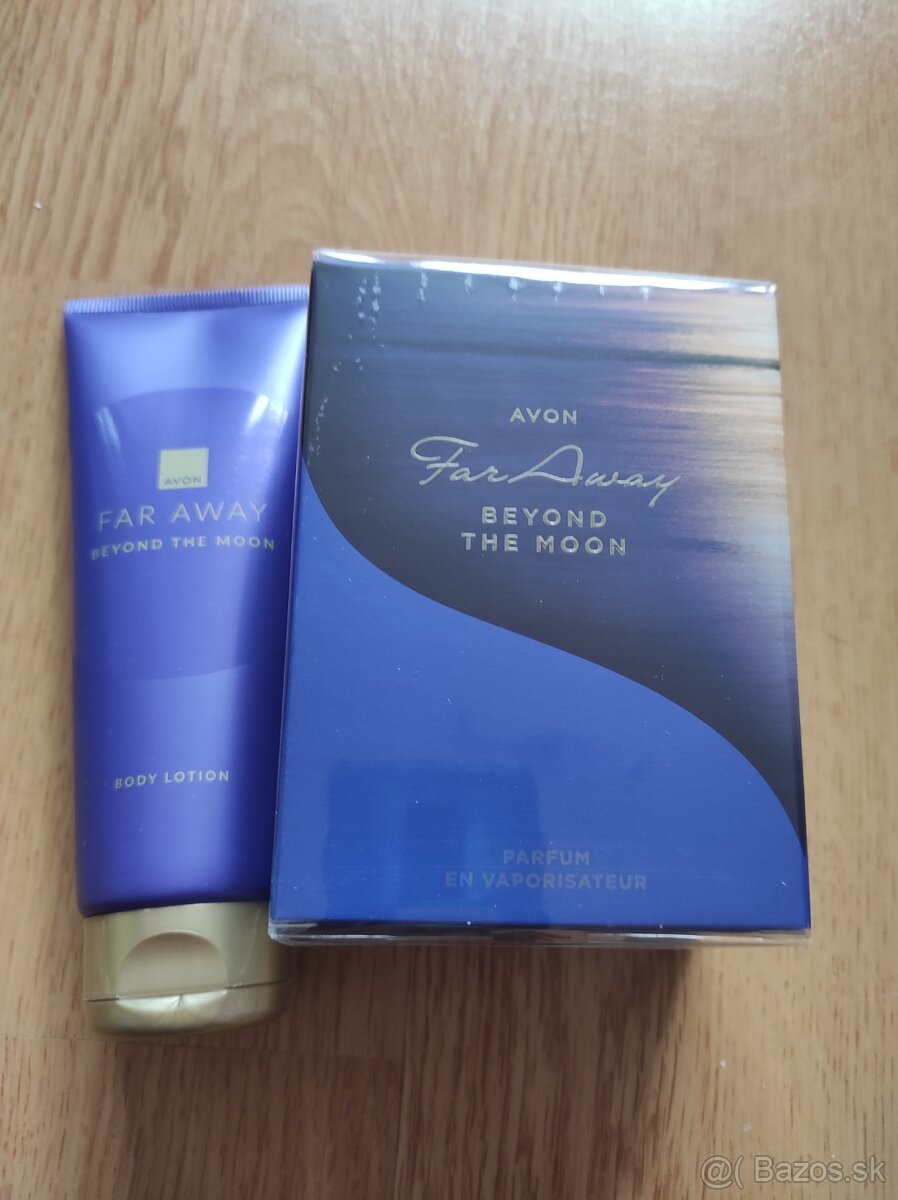 AVON
FAR AWAY
BEYOND THE MOON
BODY LOTION
AVON
Far Away
BEYOND
THE MOON
PARFUM
EN VAPORISATEUR
@( Bazos.sk